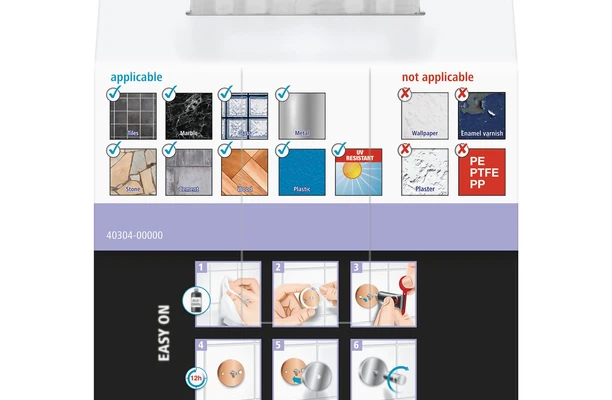 applicable
not applicable
Tiles
Marble
Metal
Wallpaper
Enamel varnish
UV
RESISTANT
Stone
Cement
Wood
Plastic
Plaster
PE
PTFE
PP
40304-00000
EASY ON
1
2
3
4
5
6
12h